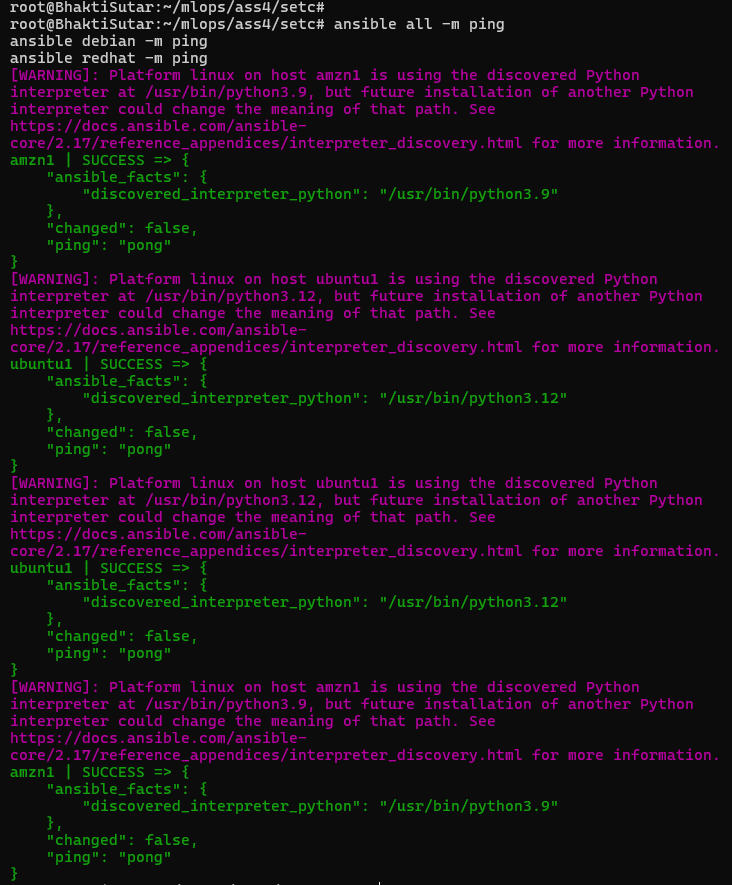 root@BhaktiSutar:~/mlops/ass4/setc#
root@BhaktiSutar:~/mlops/ass4/setc# ansible all -m ping
ansible debian -m ping
ansible redhat -m ping
[WARNING]: Platform linux on host amzn1 is using the discovered Python
interpreter at /usr/bin/python3.9, but future installation of another Python
interpreter could change the meaning of that path. See
https://docs.ansible.com/ansible-
core/2.17/reference_appendices/interpreter_discovery.html for more information.
amzn1 | SUCCESS => {
    "ansible_facts": {
        "discovered_interpreter_python": "/usr/bin/python3.9"
    },
    "changed": false,
    "ping": "pong"
}
[WARNING]: Platform linux on host ubuntu1 is using the discovered Python
interpreter at /usr/bin/python3.12, but future installation of another Python
interpreter could change the meaning of that path. See
https://docs.ansible.com/ansible-
core/2.17/reference_appendices/interpreter_discovery.html for more information.
ubuntu1 | SUCCESS => {
    "ansible_facts": {
        "discovered_interpreter_python": "/usr/bin/python3.12"
    },
    "changed": false,
    "ping": "pong"
}
[WARNING]: Platform linux on host ubuntu1 is using the discovered Python
interpreter at /usr/bin/python3.12, but future installation of another Python
interpreter could change the meaning of that path. See
https://docs.ansible.com/ansible-
core/2.17/reference_appendices/interpreter_discovery.html for more information.
ubuntu1 | SUCCESS => {
    "ansible_facts": {
        "discovered_interpreter_python": "/usr/bin/python3.12"
    },
    "changed": false,
    "ping": "pong"
}
[WARNING]: Platform linux on host amzn1 is using the discovered Python
interpreter at /usr/bin/python3.9, but future installation of another Python
interpreter could change the meaning of that path. See
https://docs.ansible.com/ansible-
core/2.17/reference_appendices/interpreter_discovery.html for more information.
amzn1 | SUCCESS => {
    "ansible_facts": {
        "discovered_interpreter_python": "/usr/bin/python3.9"
    },
    "changed": false,
    "ping": "pong"
}